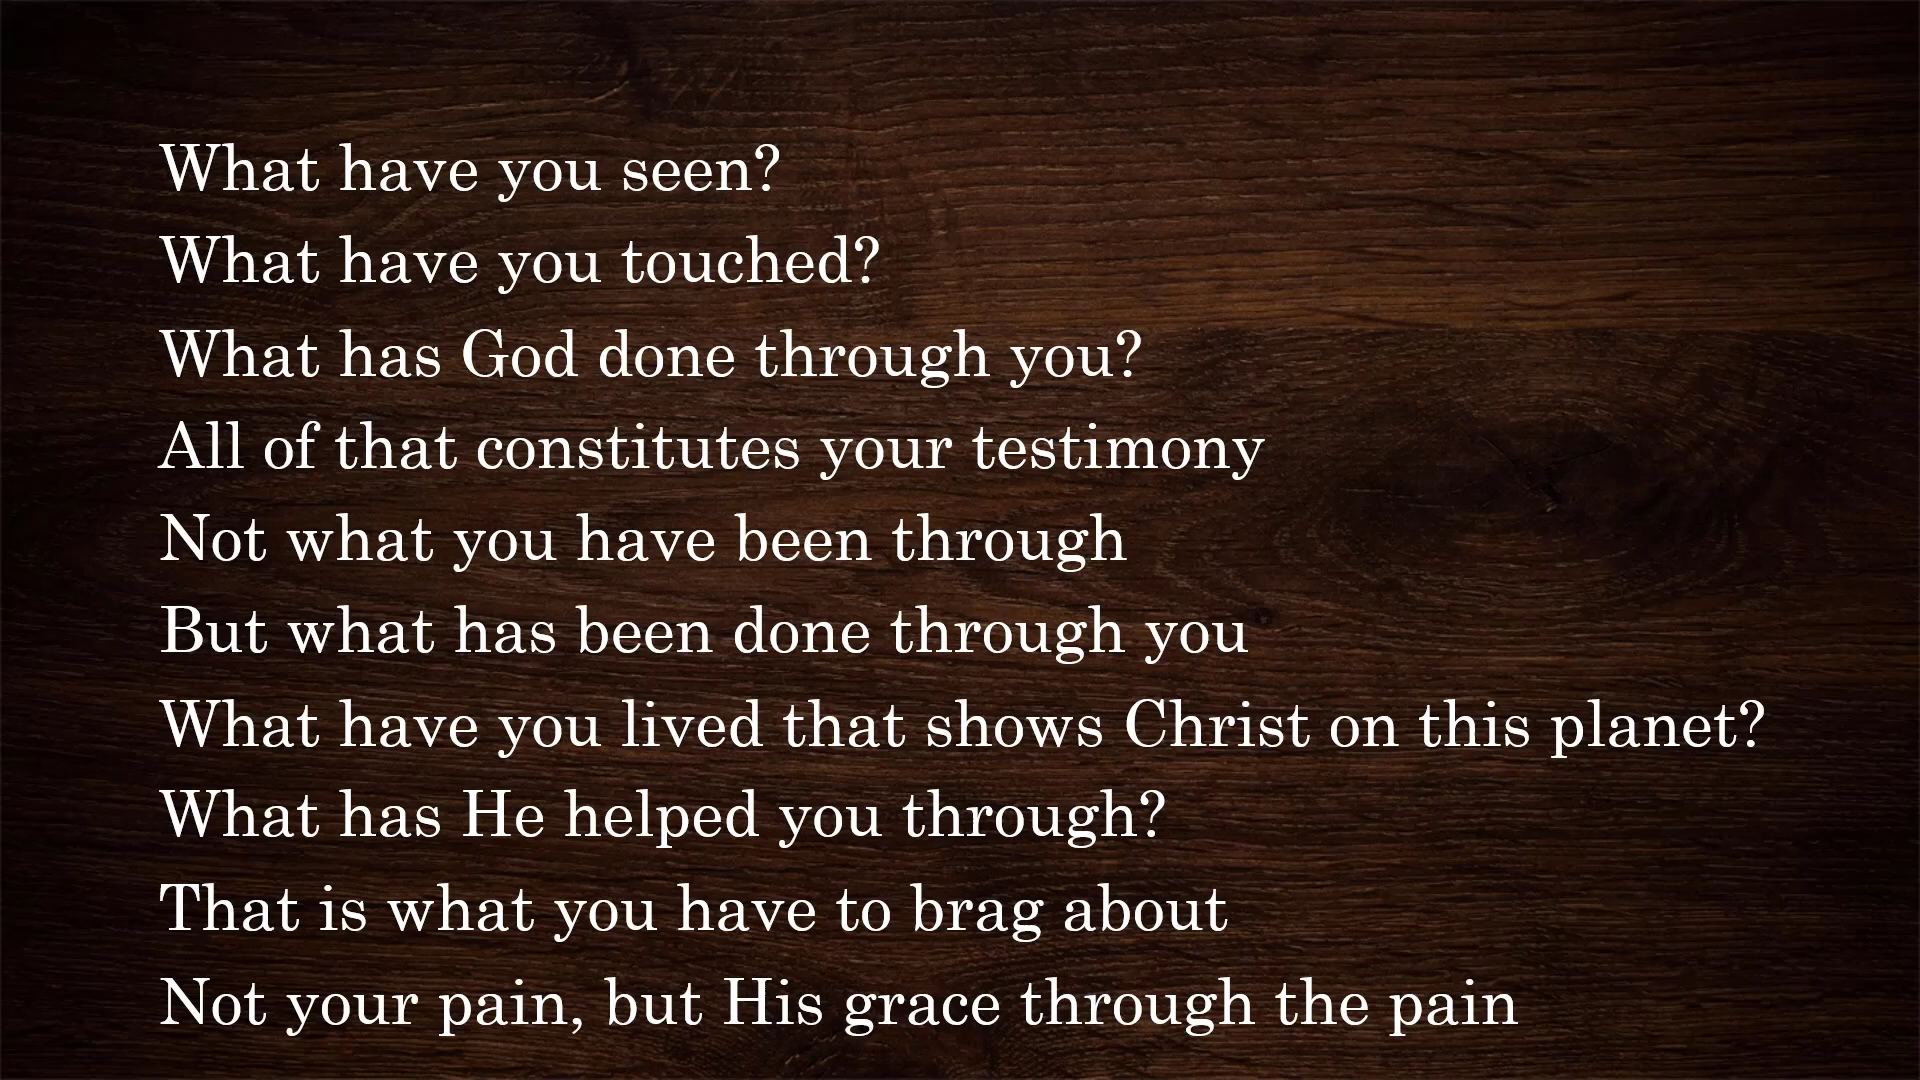 What have you seen?
What have you touched?
What has God done through you?
All of that constitutes your testimony
Not what you have been through
But what has been done through you
What have you lived that shows Christ on this planet?
What has He helped you through?
That is what you have to brag about
Not your pain, but His grace through the pain